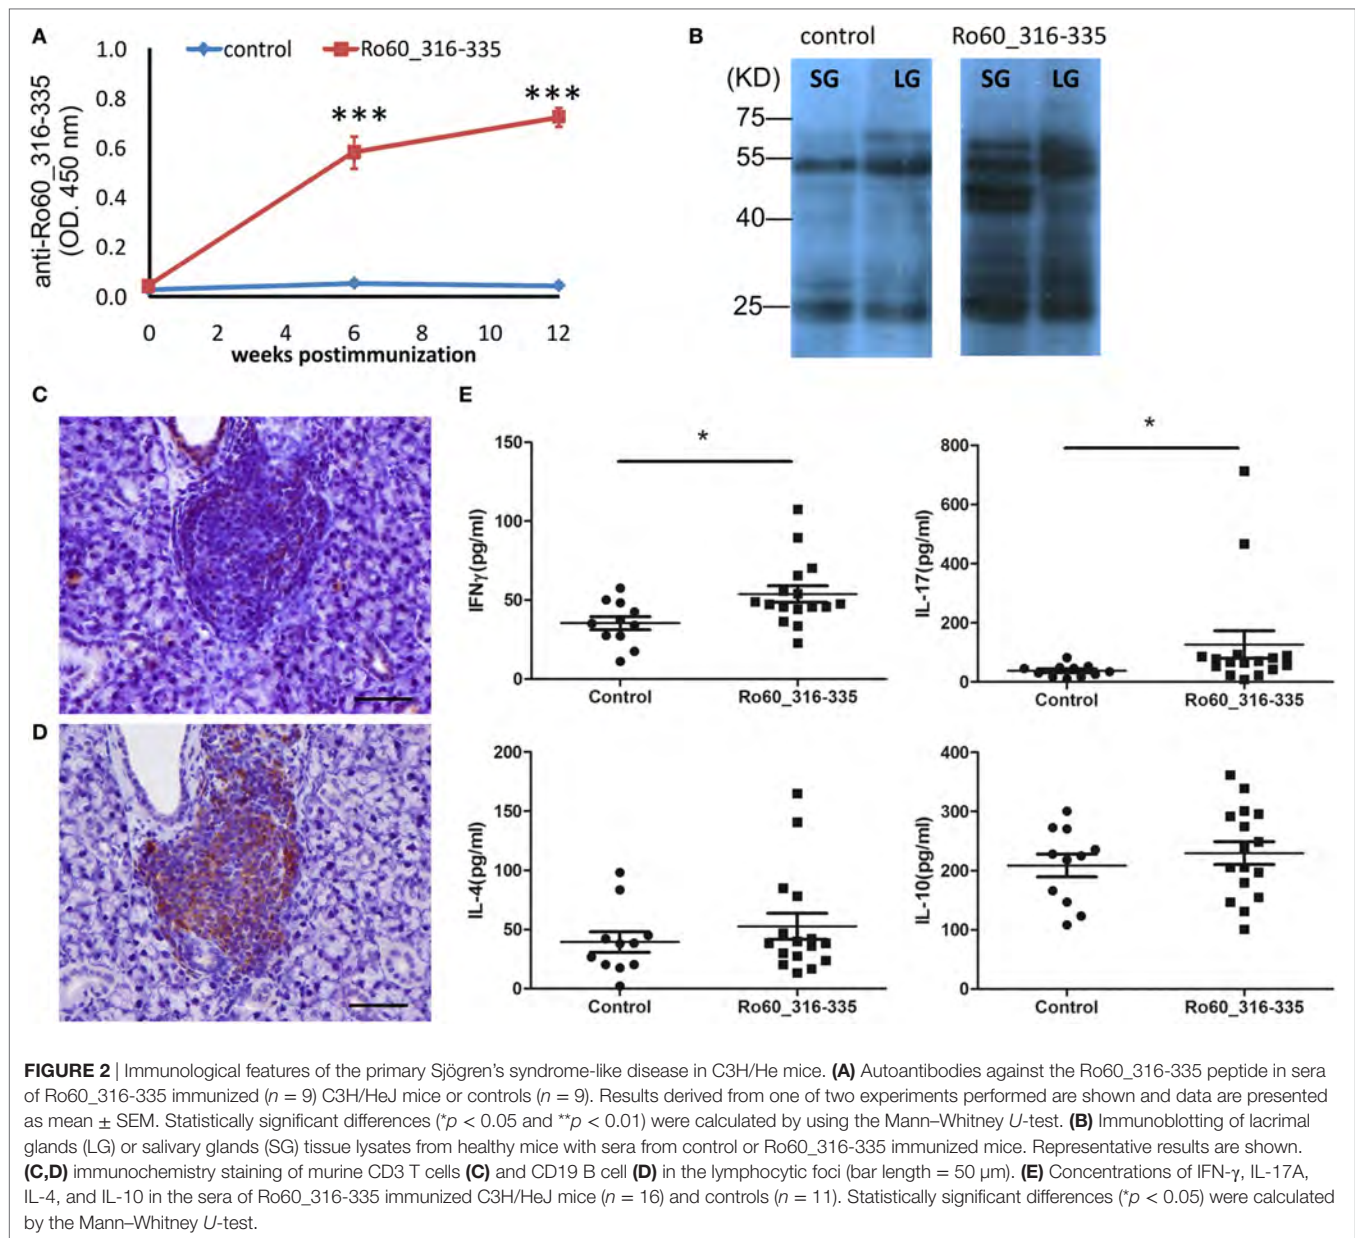 A
control
Ro60_316-335
1.0
0.8
0.6
0.4
0.2
0.0
***
***
anti-Ro60_316-335
(OD. 450 nm)
0 2 4 6 8 10 12
weeks postimmunization
B
control Ro60_316-335
(KD) SG LG SG LG
75
55
40
25
C
D
E
*
150
100
50
0
IFNγ(pg/ml)
Control Ro60_316-335
*
800
600
400
200
0
IL-17(pg/ml)
Control Ro60_316-335
200
150
100
50
0
IL-4(pg/ml)
Control Ro60_316-335
400
300
200
100
0
IL-10(pg/ml)
Control Ro60_316-335
FIGURE 2 | Immunological features of the primary Sjögren's syndrome-like disease in C3H/He mice. (A) Autoantibodies against the Ro60_316-335 peptide in sera
of Ro60_316-335 immunized (n = 9) C3H/HeJ mice or controls (n = 9). Results derived from one of two experiments performed are shown and data are presented
as mean ± SEM. Statistically significant differences (*p < 0.05 and **p < 0.01) were calculated by using the Mann–Whitney U-test. (B) Immunoblotting of lacrimal
glands (LG) or salivary glands (SG) tissue lysates from healthy mice with sera from control or Ro60_316-335 immunized mice. Representative results are shown.
(C,D) immunochemistry staining of murine CD3 T cells (C) and CD19 B cell (D) in the lymphocytic foci (bar length = 50 µm). (E) Concentrations of IFN-γ, IL-17A,
IL-4, and IL-10 in the sera of Ro60_316-335 immunized C3H/HeJ mice (n = 16) and controls (n = 11). Statistically significant differences (*p < 0.05) were calculated
by the Mann–Whitney U-test.